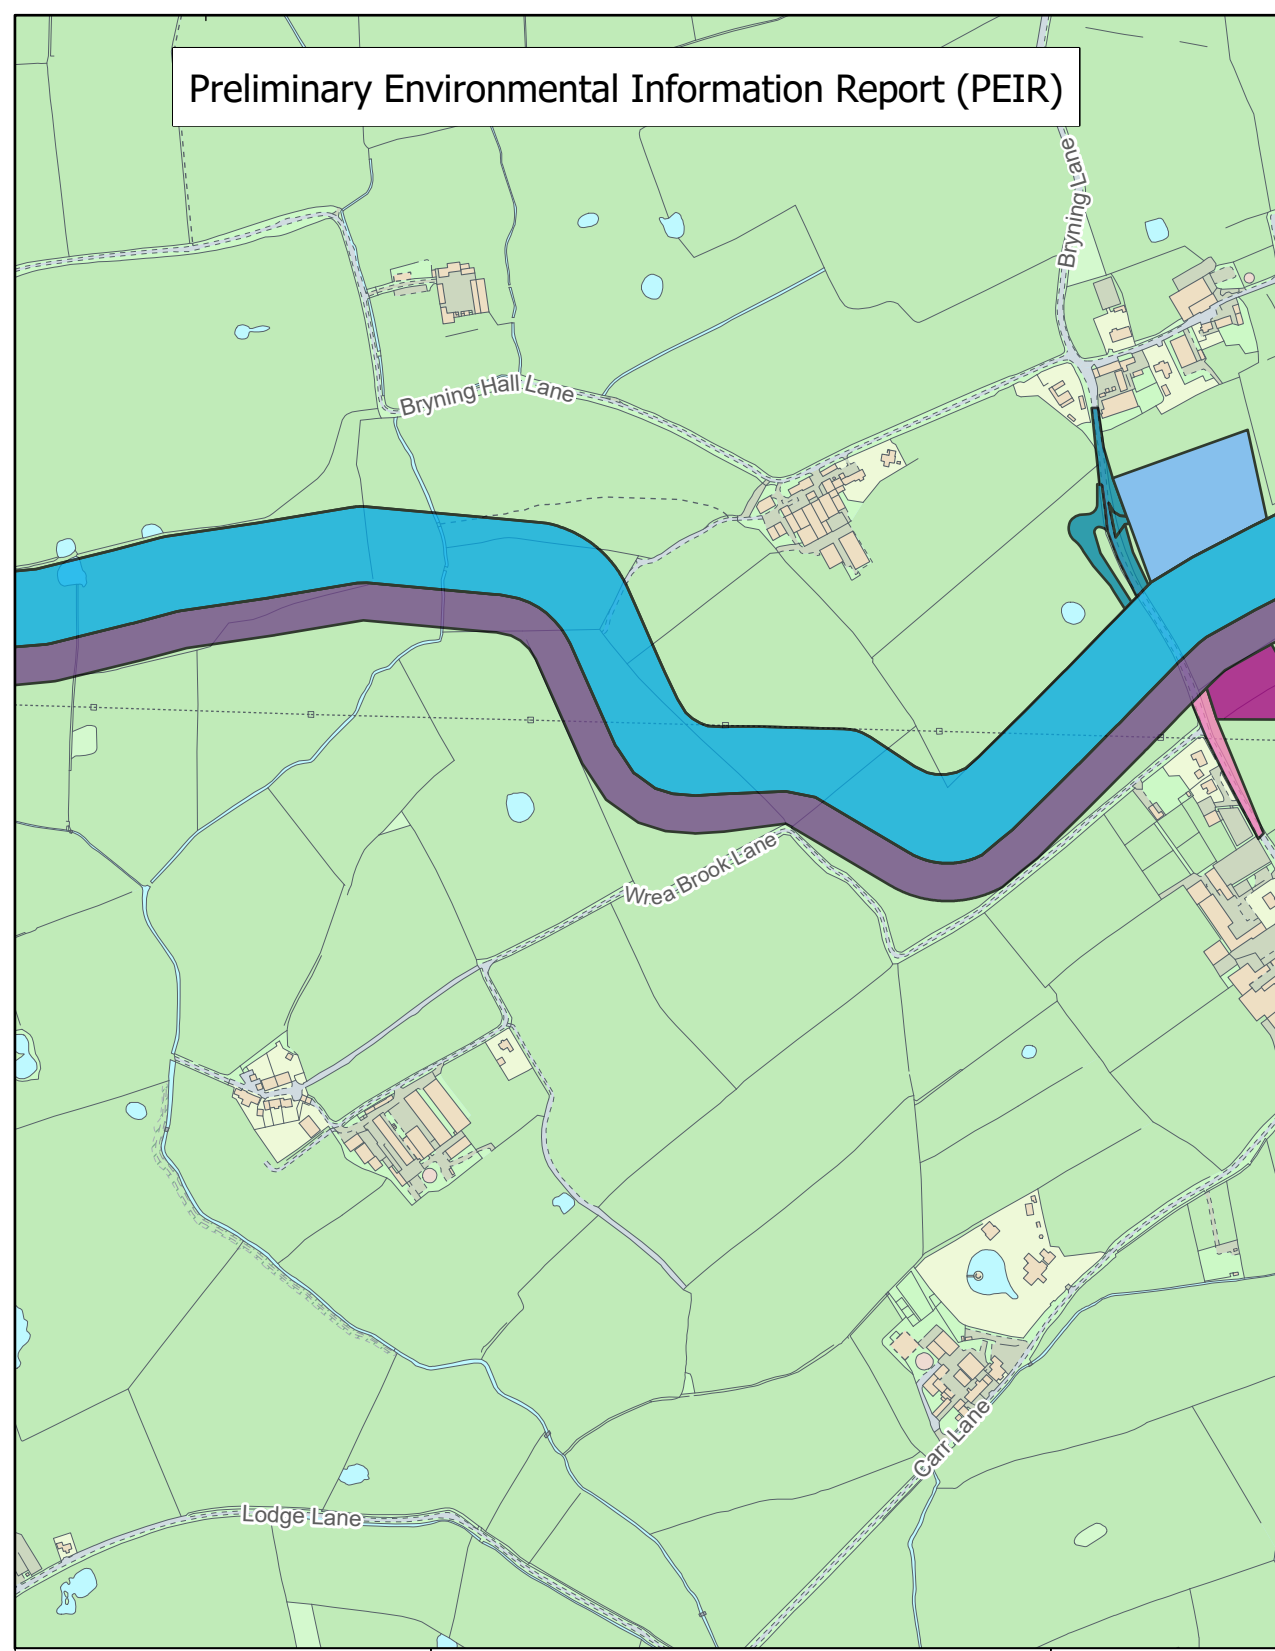 Preliminary Environmental Information Report (PEIR)
Bryning Lane
Bryning Hall Lane
Wrea Brook Lane
Carr Lane
Lodge Lane